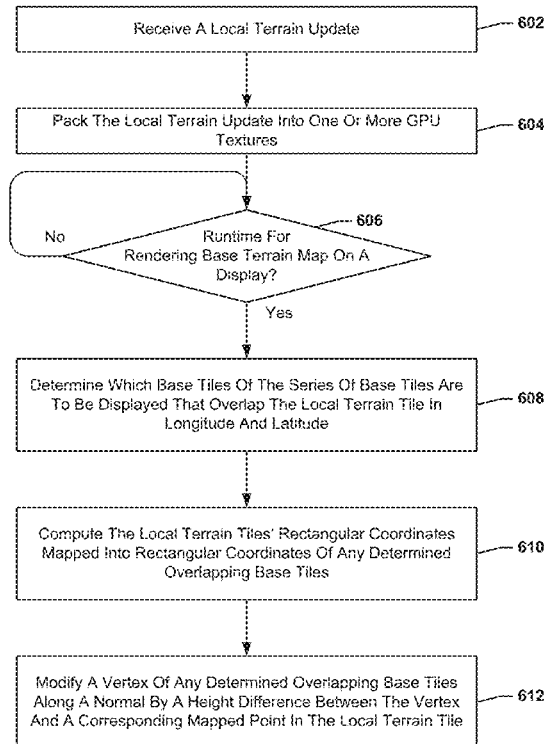 Receive A Local Terrain Update
602
Pack The Local Terrain Update Into One Or More GPU
Textures
604
606
No
Runtime For
Rendering Base Terrain Map On A
Display?
Yes
Determine Which Base Tiles Of The Series Of Base Tiles Are
To Be Displayed That Overlap The Local Terrain Tile In
Longitude And Latitude
608
Compute The Local Terrain Tiles' Rectangular Coordinates
Mapped Into Rectangular Coordinates Of Any Determined
Overlapping Base Tiles
610
Modify A Vertex Of Any Determined Overlapping Base Tiles
Along A Normal By A Height Difference Between The Vertex
And A Corresponding Mapped Point In The Local Terrain Tile
612